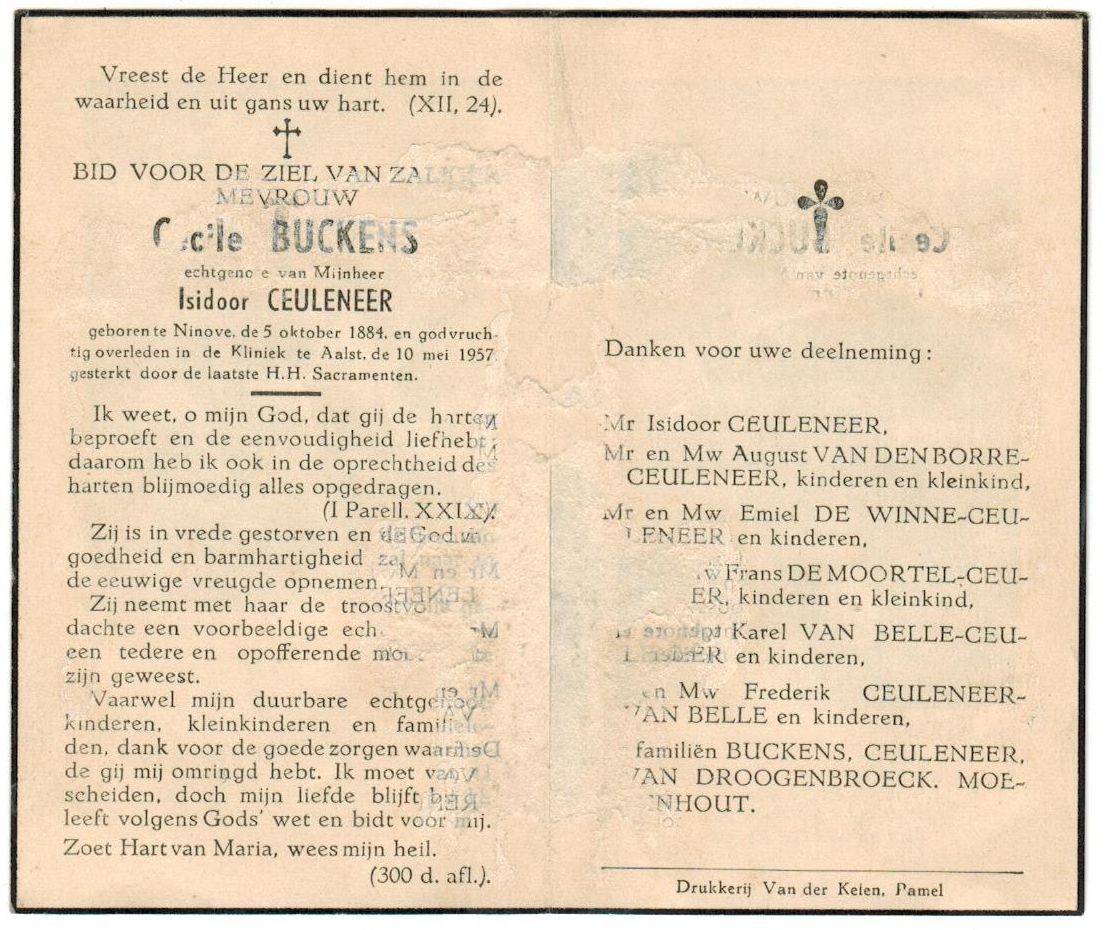 Vreest de Heer en dient hem in de
waarheid en uit gans uw hart. (XII, 24).
BID VOOR DE ZIEL VAN
MEVROUW
Cecile BUCKENS
echtgenote van Mijnheer
Isidoor CEULENEER
geboren te Ninove, de 5 oktober 1884, en godvruch-
tig overleden in de Kliniek te Aalst, de 10 mei 1957
gesterkt door de laatste H.H. Sacramenten.
Ik weet, o mijn God, dat gij de harten
beproeft en de eenvoudigheid liefhebt;
daarom heb ik ook in de oprechtheid des
harten blijmoedig alles opgedragen.
(I Parell. XXIX).
Zij is in vrede gestorven en de God van
goedheid en barmhartigheid zal
de eeuwige vreugde opnemen.
Zij neemt met haar de
dachte een voorbeeldige
een tedere en opofferende
zijn geweest.
Vaarwel mijn duurbare
kinderen, kleinkinderen en
den, dank voor de goede zorgen waarme-
de gij mij omringd hebt. Ik moet van
scheiden, doch mijn liefde blijft
leeft volgens Gods' wet en bidt voor mij.
Zoet Hart van Maria, wees mijn heil.
(300 d. afl.).
Danken voor uwe deelneming :
Mr Isidoor CEULENEER,
Mr en Mw August VAN DEN BORRE-
CEULENEER, kinderen en kleinkind,
Mr en Mw Emiel DE WINNE-CEU-
LENEER en kinderen,
Mw Frans DE MOORTEL-CEU-
ER, kinderen en kleinkind,
Karel VAN BELLE-CEU-
LENEER en kinderen,
en Mw Frederik CEULENEER-
VAN BELLE en kinderen,
familiën BUCKENS, CEULENEER,
VAN DROOGENBROECK. MOE-
NHOUT.
Drukkerij Van der Kelen, Pamel